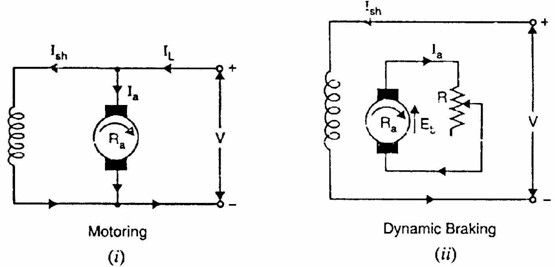 I_sh
I_L
+
I_a
R_a
V
−
Motoring
(i)
I_sh
+
I_a
R
R_a
E_b
V
−
Dynamic Braking
(ii)